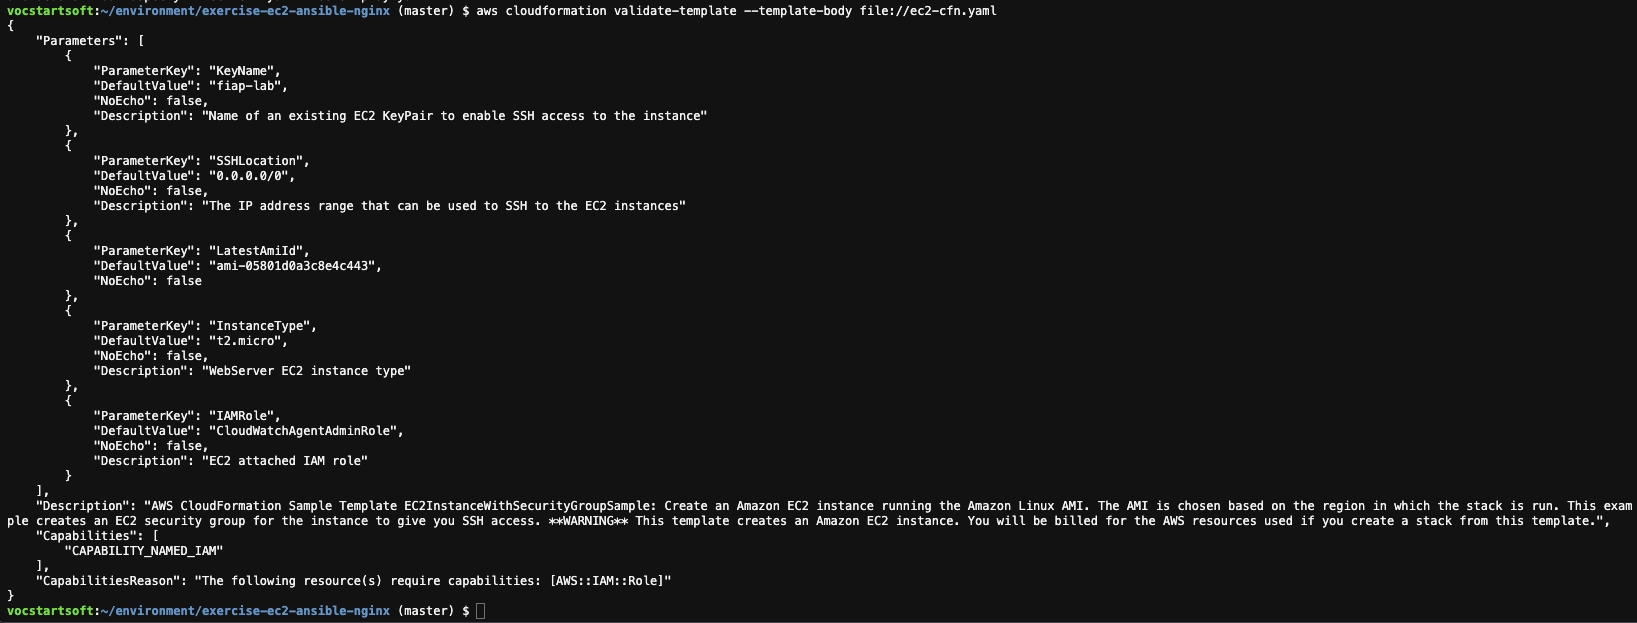 vocstartsoft:~/environment/exercise-ec2-ansible-nginx (master) $ aws cloudformation validate-template --template-body file://ec2-cfn.yaml
{
    "Parameters": [
        {
            "ParameterKey": "KeyName",
            "DefaultValue": "fiap-lab",
            "NoEcho": false,
            "Description": "Name of an existing EC2 KeyPair to enable SSH access to the instance"
        },
        {
            "ParameterKey": "SSHLocation",
            "DefaultValue": "0.0.0.0/0",
            "NoEcho": false,
            "Description": "The IP address range that can be used to SSH to the EC2 instances"
        },
        {
            "ParameterKey": "LatestAmiId",
            "DefaultValue": "ami-05801d0a3c8e4c443",
            "NoEcho": false
        },
        {
            "ParameterKey": "InstanceType",
            "DefaultValue": "t2.micro",
            "NoEcho": false,
            "Description": "WebServer EC2 instance type"
        },
        {
            "ParameterKey": "IAMRole",
            "DefaultValue": "CloudWatchAgentAdminRole",
            "NoEcho": false,
            "Description": "EC2 attached IAM role"
        }
    ],
    "Description": "AWS CloudFormation Sample Template EC2InstanceWithSecurityGroupSample: Create an Amazon EC2 instance running the Amazon Linux AMI. The AMI is chosen based on the region in which the stack is run. This exam
ple creates an EC2 security group for the instance to give you SSH access. **WARNING** This template creates an Amazon EC2 instance. You will be billed for the AWS resources used if you create a stack from this template.",
    "Capabilities": [
        "CAPABILITY_NAMED_IAM"
    ],
    "CapabilitiesReason": "The following resource(s) require capabilities: [AWS::IAM::Role]"
}
vocstartsoft:~/environment/exercise-ec2-ansible-nginx (master) $